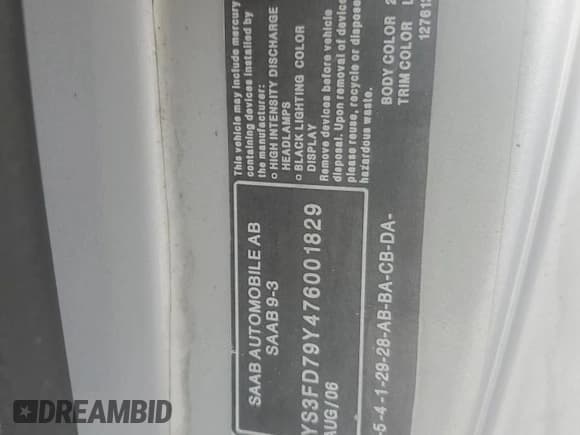 This vehicle may include mercury
containing devices installed by
the manufacturer:
o HIGH INTENSITY DISCHARGE
HEADLAMPS
o BLACK LIGHTING COLOR
DISPLAY
Remove devices before vehicle
disposal. Upon removal of devices
please reuse, recycle or dispose
hazardous waste.
BODY COLOR 2
TRIM COLOR L
127615
SAAB AUTOMOBILE AB
SAAB 9-3
YS3FD79Y476001829
AUG/06
-5-4-1-29-28-AB-BA-CB-DA-
DREAMBID